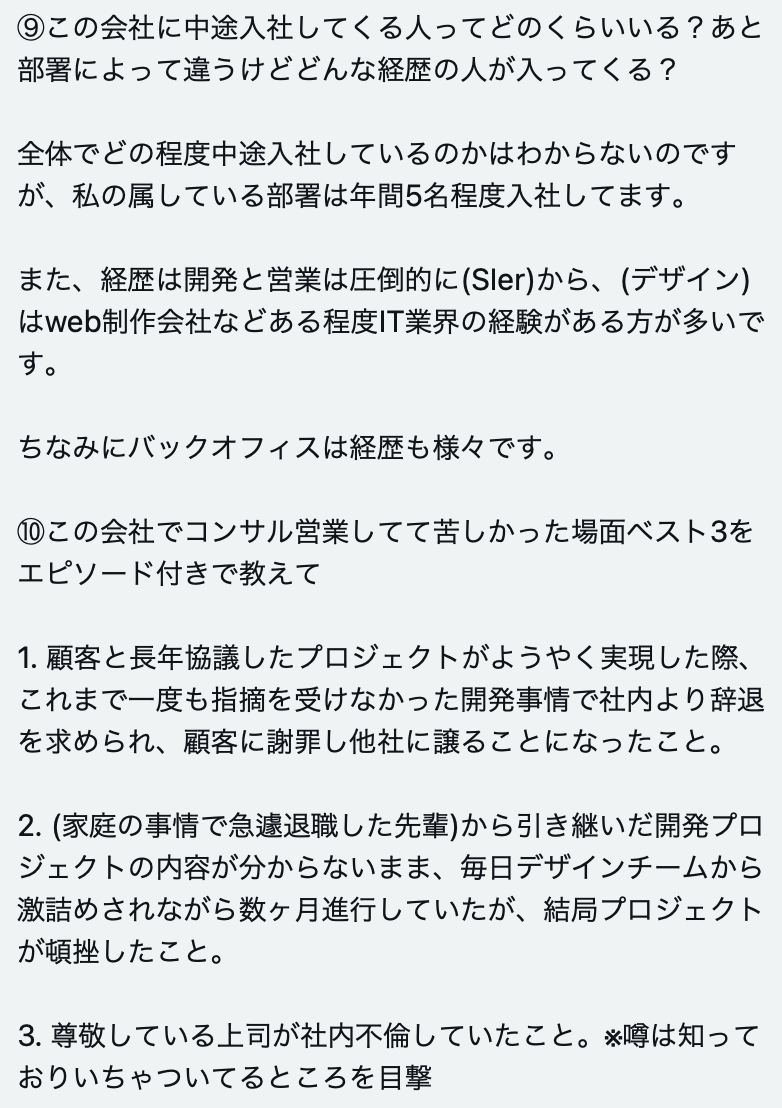 ⑨この会社に中途入社してくる人ってどのくらいいる？あと
部署によって違うけどどんな経歴の人が入ってくる？
全体でどの程度中途入社しているのかはわからないのです
が、私の属している部署は年間5名程度入社してます。
また、経歴は開発と営業は圧倒的に(SIer)から、(デザイン)
はweb制作会社などある程度IT業界の経験がある方が多いで
す。
ちなみにバックオフィスは経歴も様々です。
⑩この会社でコンサル営業してて苦しかった場面ベスト3を
エピソード付きで教えて
1. 顧客と長年協議したプロジェクトがようやく実現した際、
これまで一度も指摘を受けなかった開発事情で社内より辞退
を求められ、顧客に謝罪し他社に譲ることになったこと。
2. (家庭の事情で急遽退職した先輩)から引き継いだ開発プロ
ジェクトの内容が分からないまま、毎日デザインチームから
激詰めされながら数ヶ月進行していたが、結局プロジェクト
が頓挫したこと。
3. 尊敬している上司が社内不倫していたこと。※噂は知って
おりいちゃついてるところを目撃